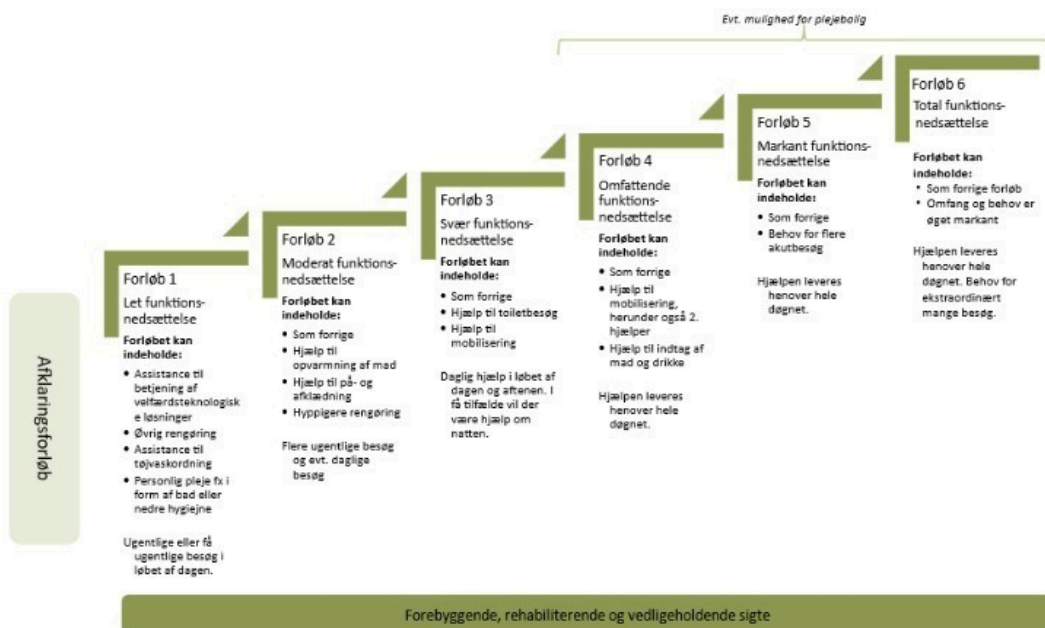 Evt. mulighed for plejebolig
Afklaringsforløb
Forløb 1
Let funktions-
nedsættelse
Forløbet kan
indeholde:
• Assistance til
betjening af
velfærdsteknologisk
e løsninger
• Øvrig rengøring
• Assistance til
tøjvaskordning
• Personlig pleje fx i
form af bad eller
nedre hygiejne
Ugentlige eller få
ugentlige besøg i
løbet af dagen.
Forløb 2
Moderat funktions-
nedsættelse
Forløbet kan
indeholde:
• Som forrige
• Hjælp til
opvarmning af mad
• Hjælp til på- og
afklædning
• Hyppigere rengøring
Flere ugentlige besøg
og evt. daglige
besøg
Forløb 3
Svær funktions-
nedsættelse
Forløbet kan
indeholde:
• Som forrige
• Hjælp til toiletbesøg
• Hjælp til
mobilisering
Daglig hjælp i løbet af
dagen og aftenen. I
få tilfælde vil der
være hjælp om
natten.
Forløb 4
Omfattende
funktions-
nedsættelse
Forløbet kan
indeholde:
• Som forrige
• Hjælp til
mobilisering,
herunder også 2.
hjælper
• Hjælp til indtag af
mad og drikke
Hjælpen leveres
henover hele
døgnet.
Forløb 5
Markant funktions-
nedsættelse
Forløbet kan
indeholde:
• Som forrige
• Behov for flere
akutbesøg
Hjælpen leveres
henover hele
døgnet.
Forløb 6
Total funktions-
nedsættelse
Forløbet kan
indeholde:
• Som forrige forløb
• Omfang og behov er
øget markant
Hjælpen leveres
henover hele
døgnet. Behov for
ekstraordinært
mange besøg.
Forebyggende, rehabiliterende og vedligeholdende sigte